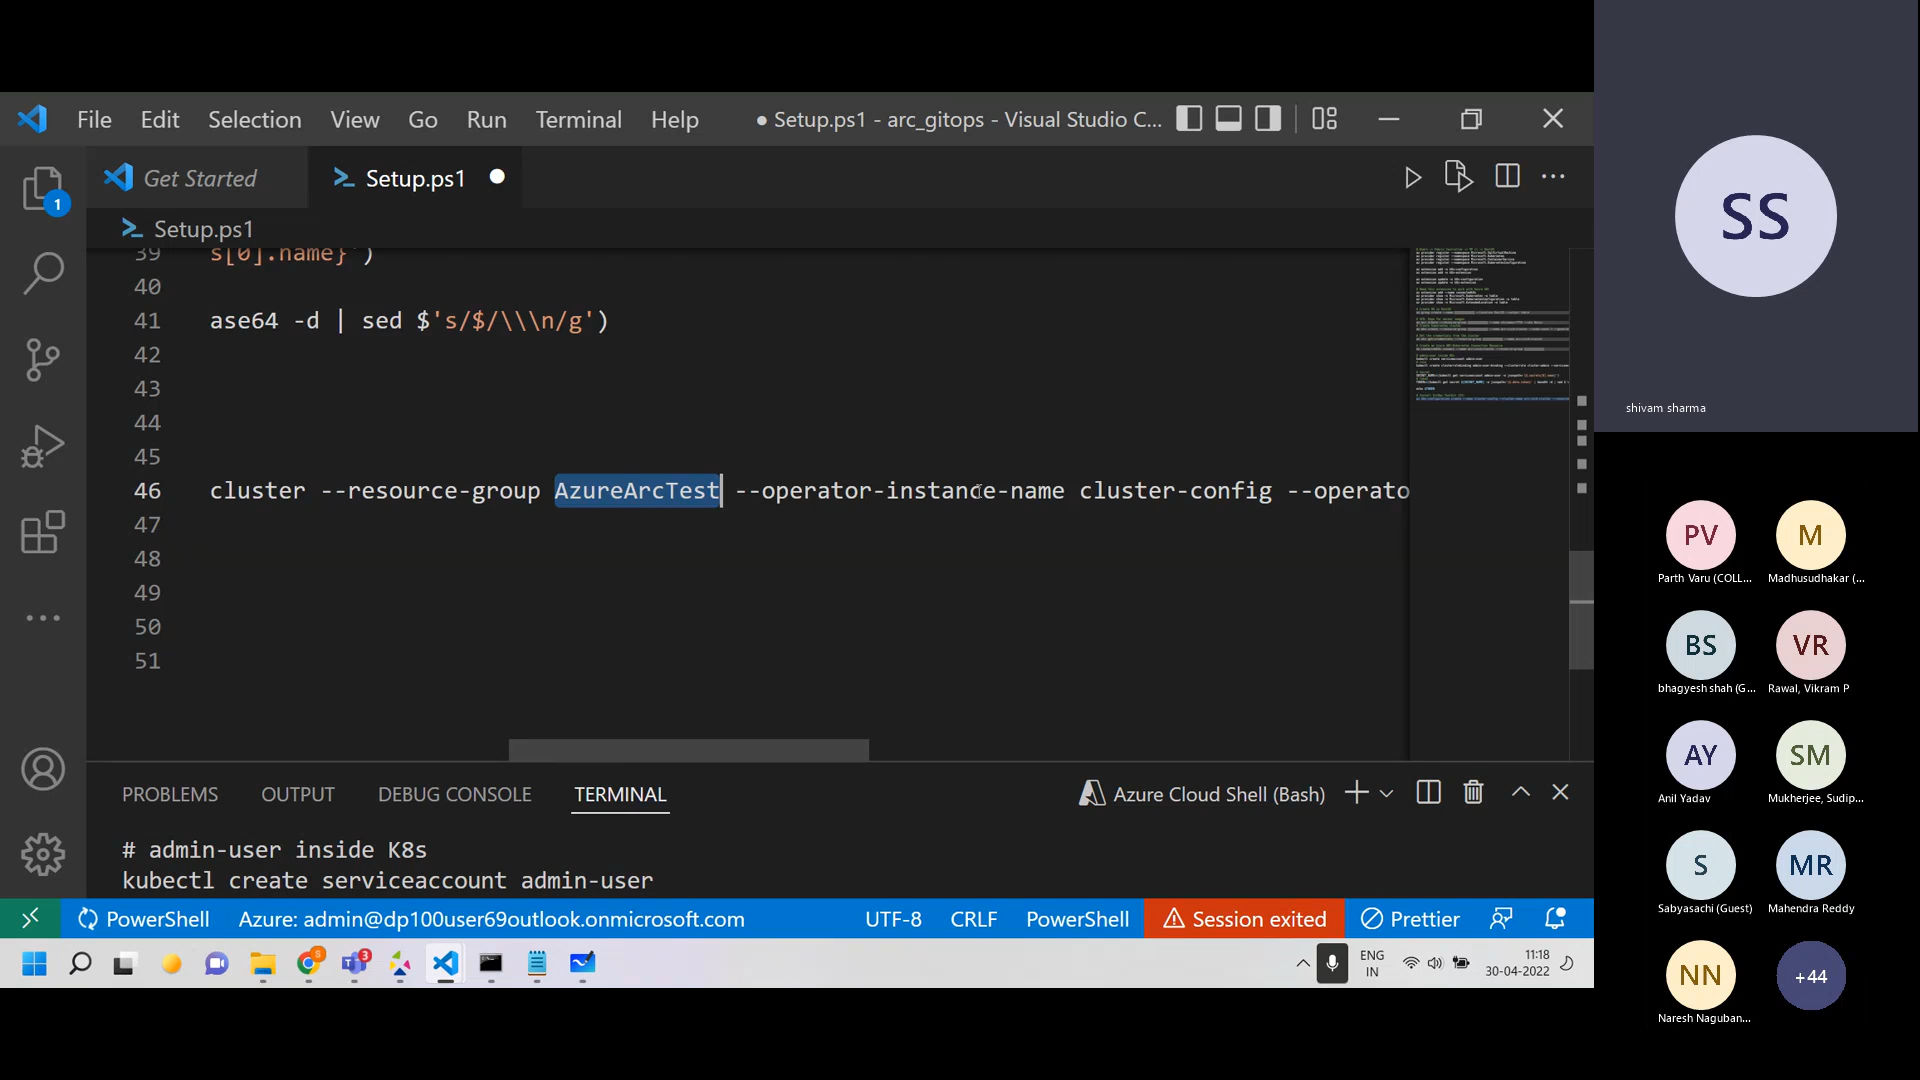 File Edit Selection View Go Run Terminal Help ● Setup.ps1 - arc_gitops - Visual Studio C...
Get Started Setup.ps1
Setup.ps1
39 s[0].name}')
40
41 ase64 -d | sed $'s/$/\\\n/g')
42
43
44
45
46 cluster --resource-group AzureArcTest --operator-instance-name cluster-config --operato
47
48
49
50
51
1
PROBLEMS OUTPUT DEBUG CONSOLE TERMINAL Azure Cloud Shell (Bash)
# admin-user inside K8s
kubectl create serviceaccount admin-user
PowerShell Azure: admin@dp100user69outlook.onmicrosoft.com UTF-8 CRLF PowerShell Session exited Prettier
S 3 ENG IN 11:18 30-04-2022
SS
shivam sharma
PV M
Parth Varu (COLL... Madhusudhakar (...
BS VR
bhagyesh shah (G... Rawal, Vikram P
AY SM
Anil Yadav Mukherjee, Sudip...
S MR
Sabyasachi (Guest) Mahendra Reddy
NN +44
Naresh Naguban...